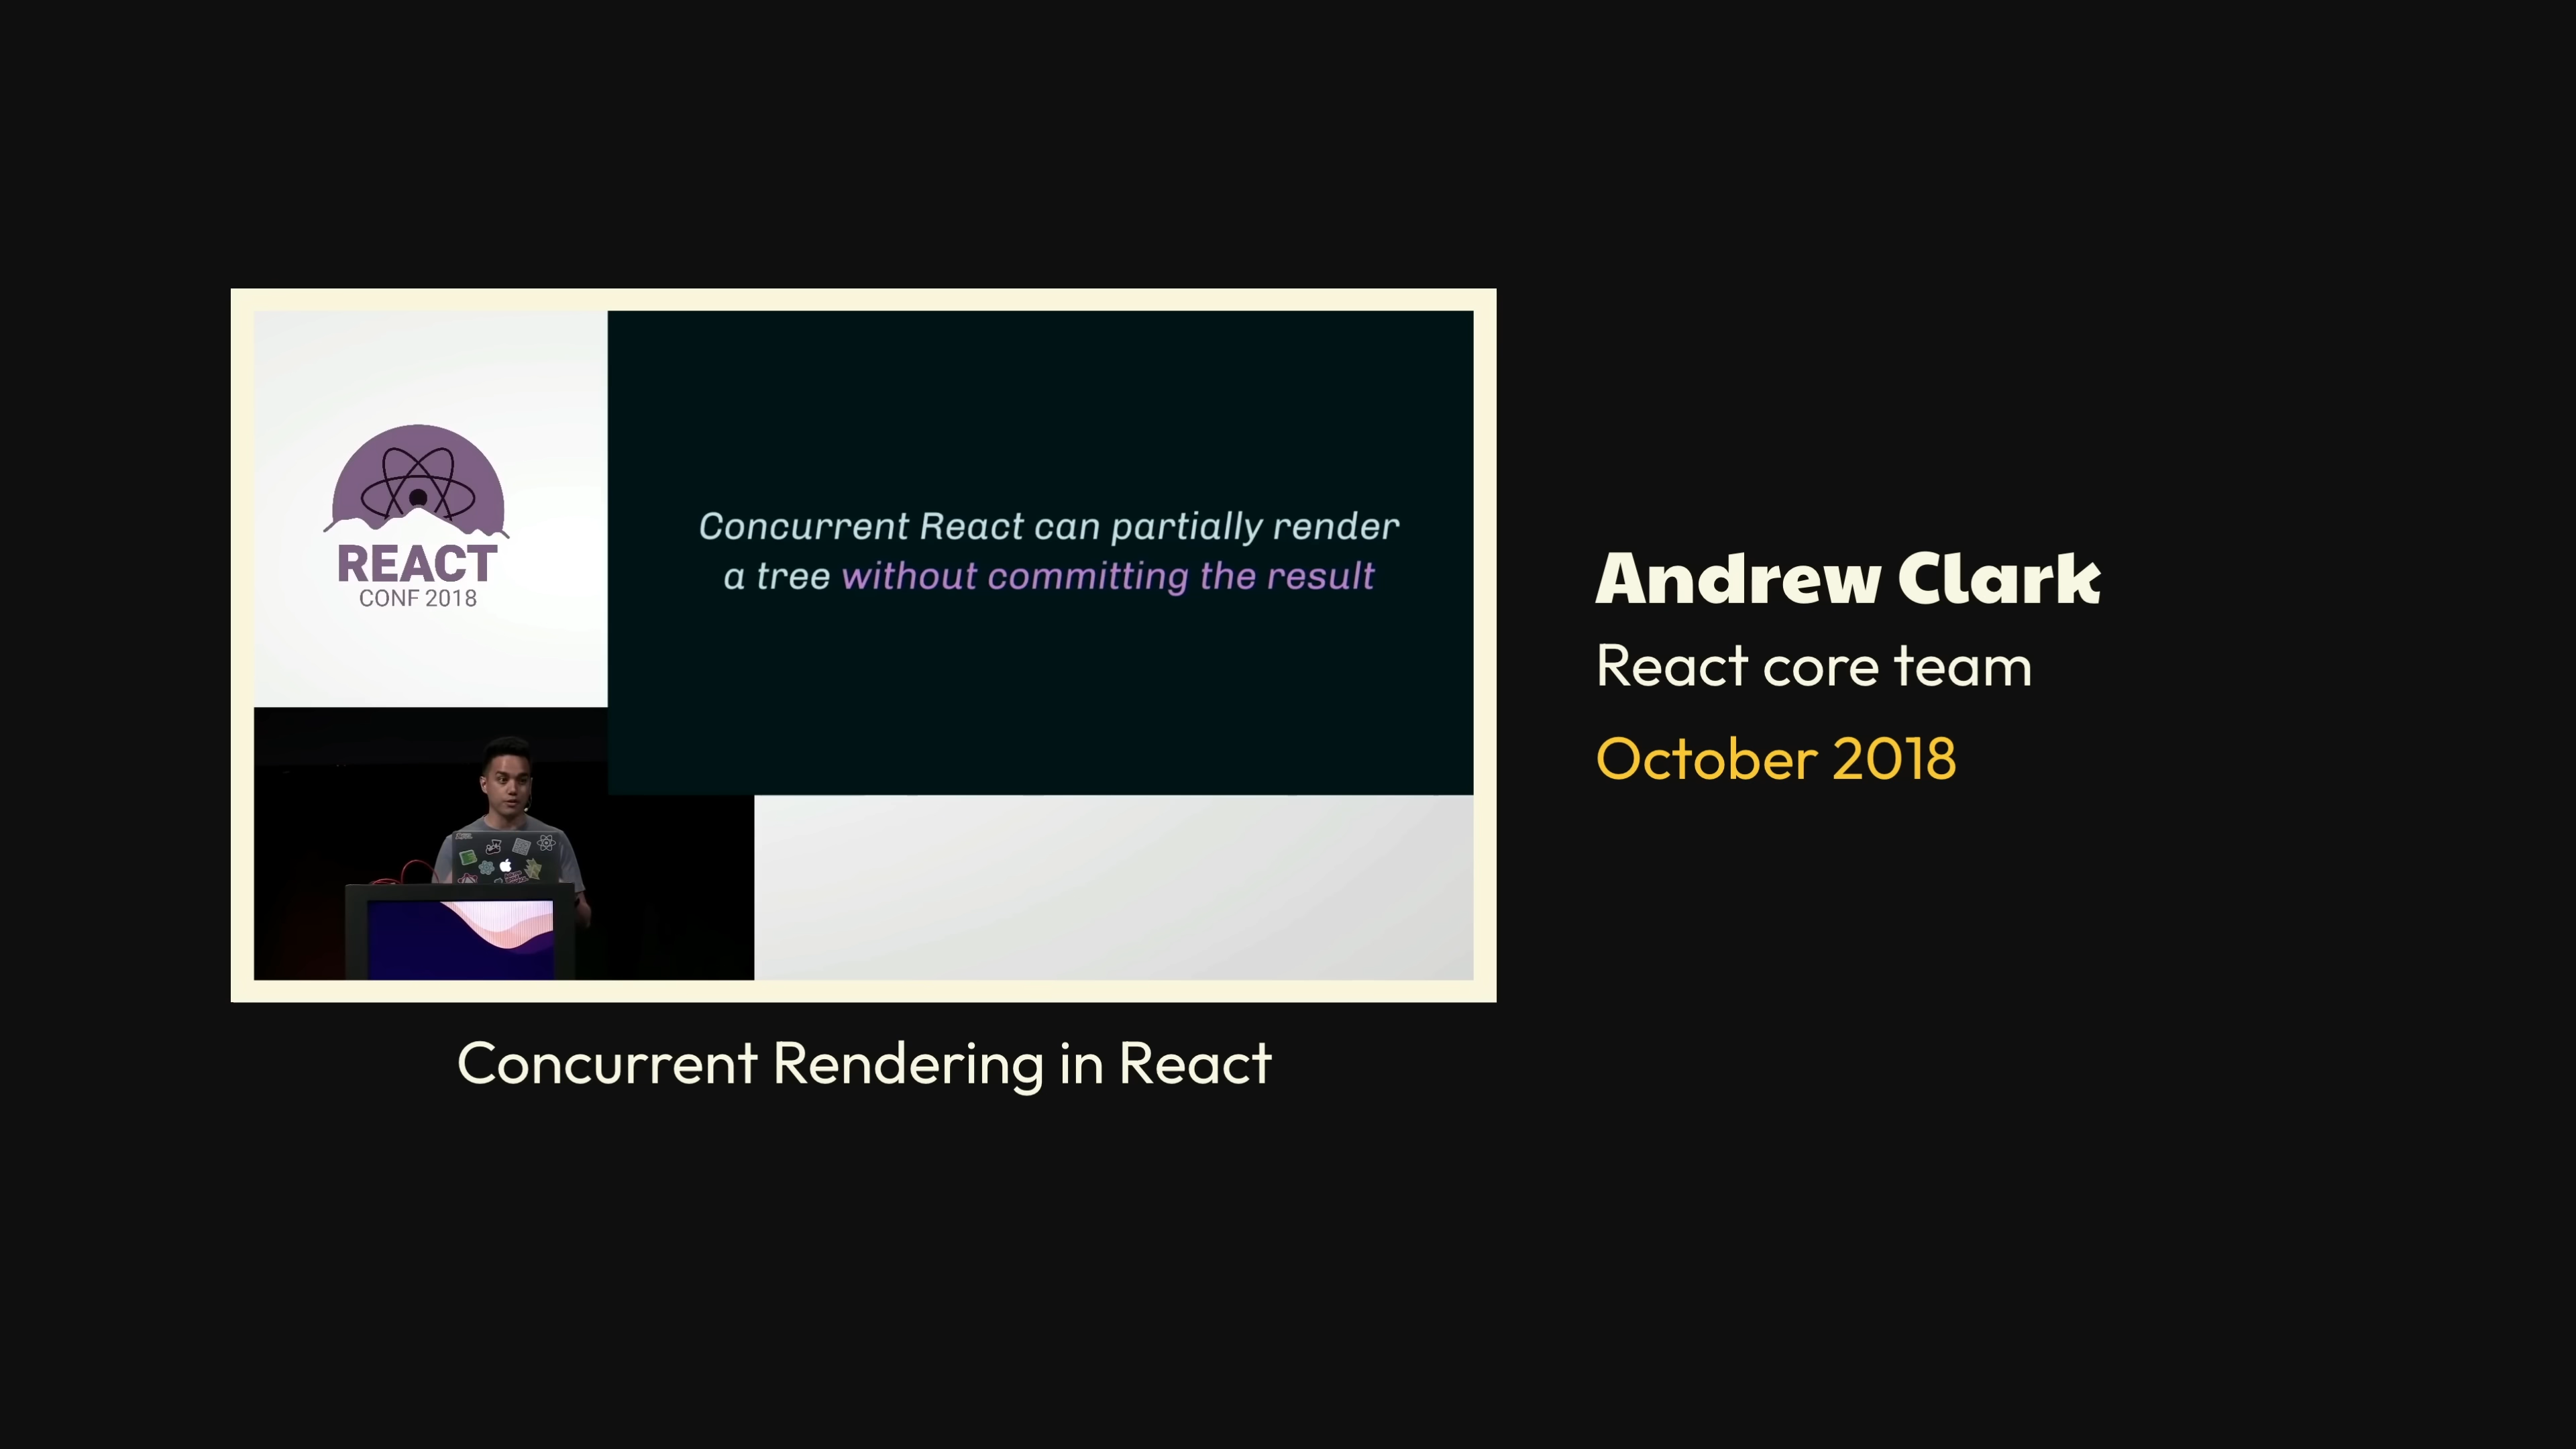 REACT
CONF 2018
Concurrent React can partially render
a tree without committing the result
Concurrent Rendering in React
Andrew Clark
React core team
October 2018